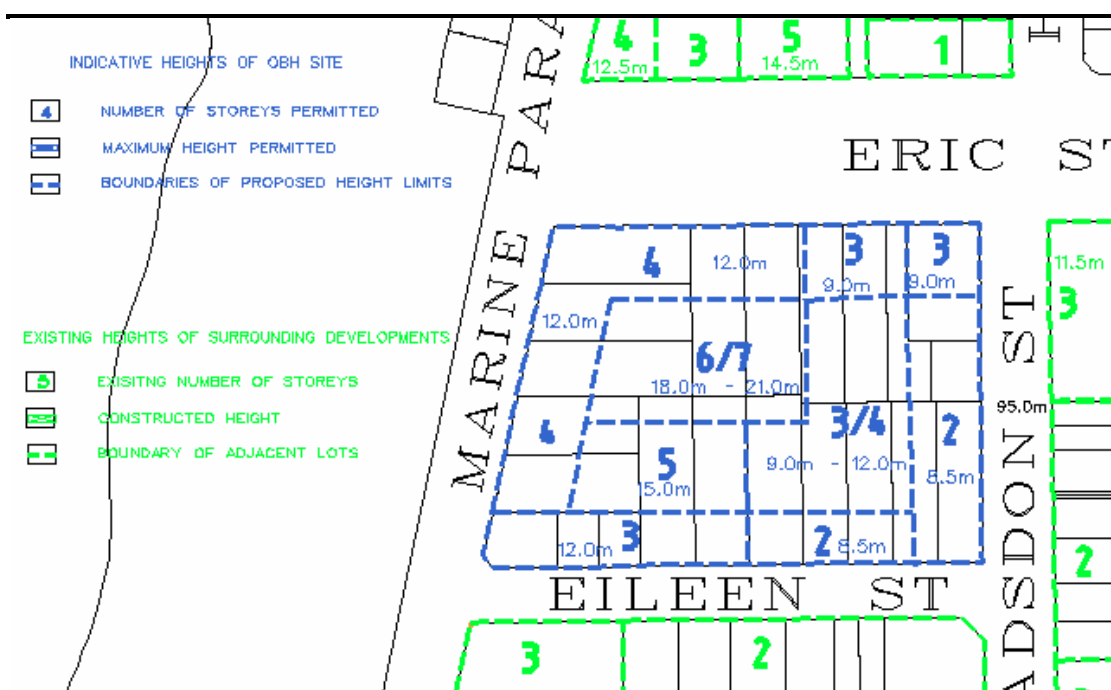 INDICATIVE HEIGHTS OF OBH SITE
4 NUMBER OF STOREYS PERMITTED
MAXIMUM HEIGHT PERMITTED
BOUNDARIES OF PROPOSED HEIGHT LIMITS
EXISTING HEIGHTS OF SURROUNDING DEVELOPMENTS
5 EXISITNG NUMBER OF STOREYS
CONSTRUCTED HEIGHT
BOUNDARY OF ADJACENT LOTS
MARINE PARA
4
12.5m
3
5
14.5m
1
ERIC ST
4
12.0m
3
9.0m
3
9.0m
12.0m
6/7
18.0m - 21.0m
4
5
15.0m
3/4
9.0m - 12.0m
2
8.5m
12.0m
3
2
8.5m
EILEEN ST
ADSDON ST
95.0m
11.5m
3
2
3
2